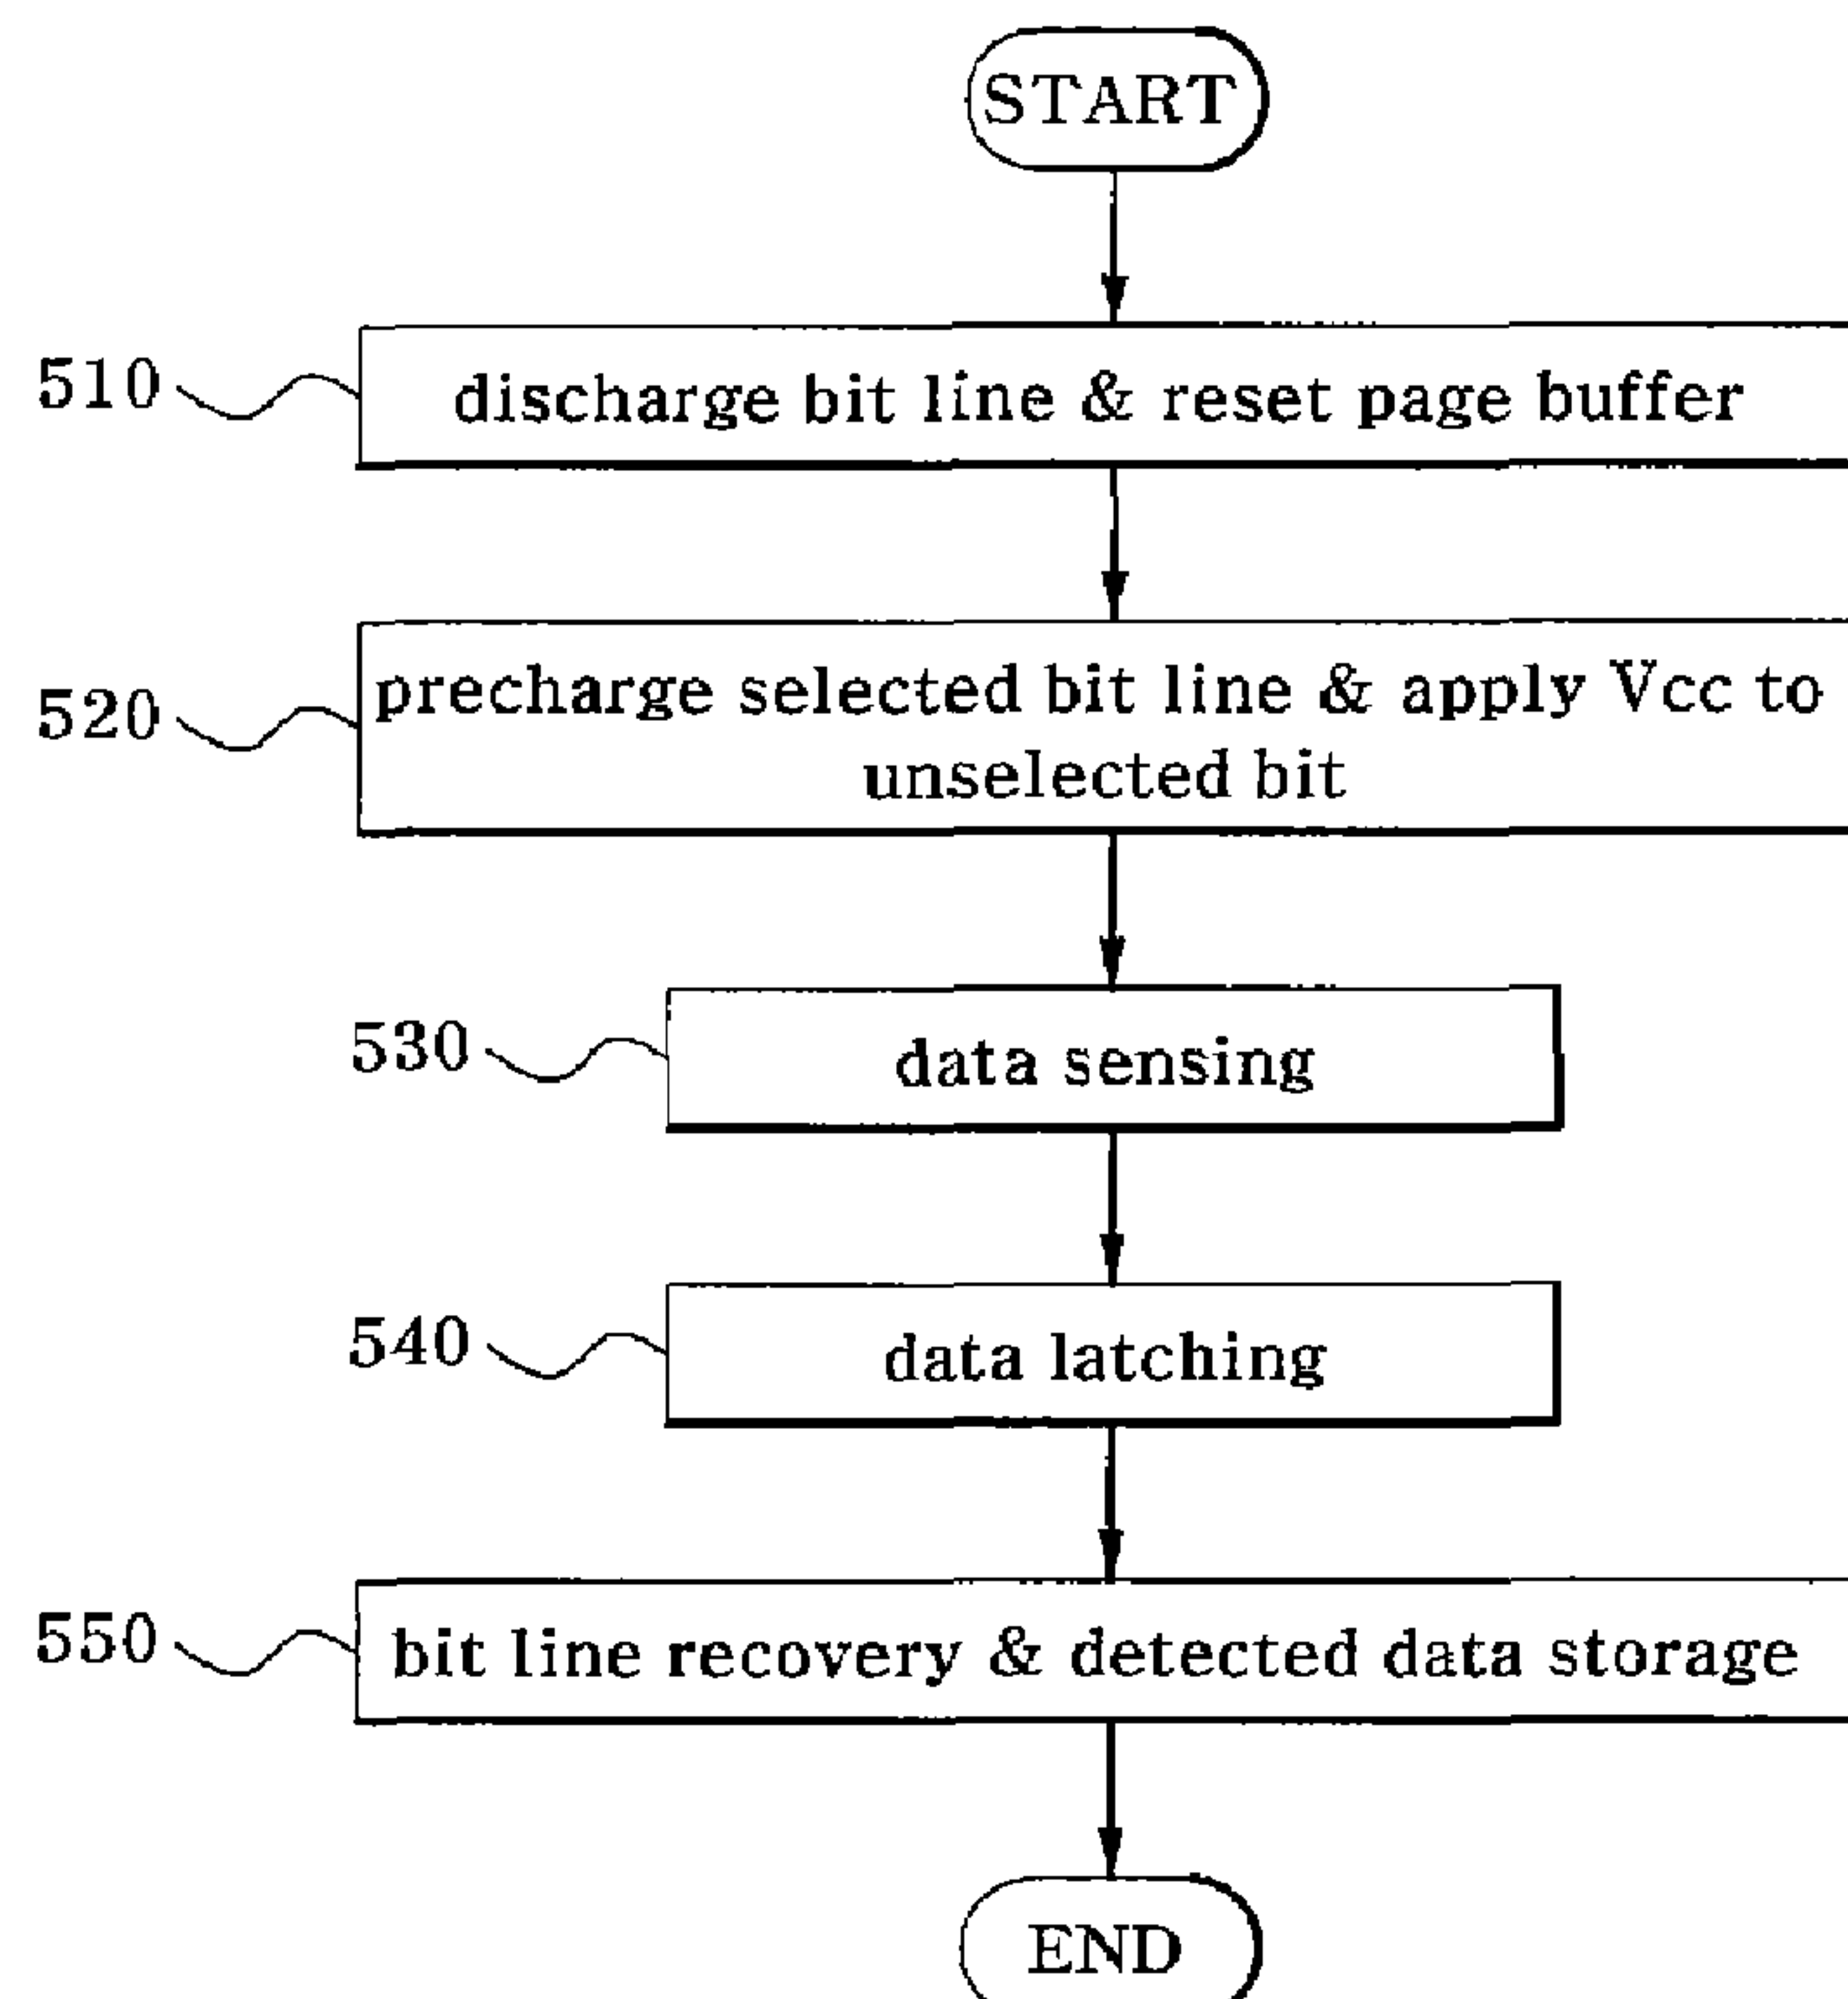 START
510
discharge bit line & reset page buffer
520
precharge selected bit line & apply Vcc to
unselected bit
530
data sensing
540
data latching
550
bit line recovery & detected data storage
END